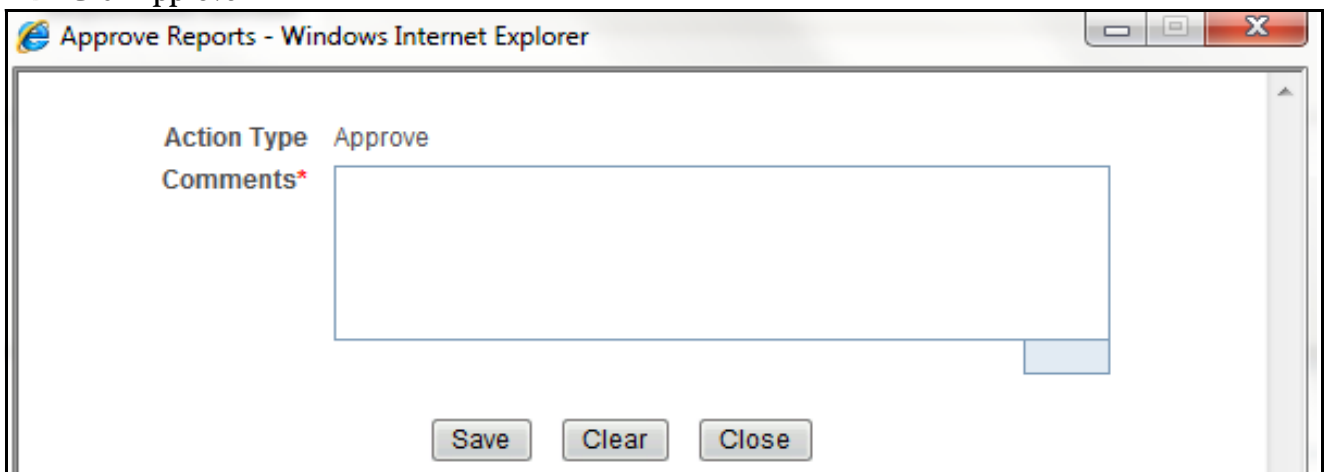 Approve Reports - Windows Internet Explorer
Action Type Approve
Comments*
Save Clear Close